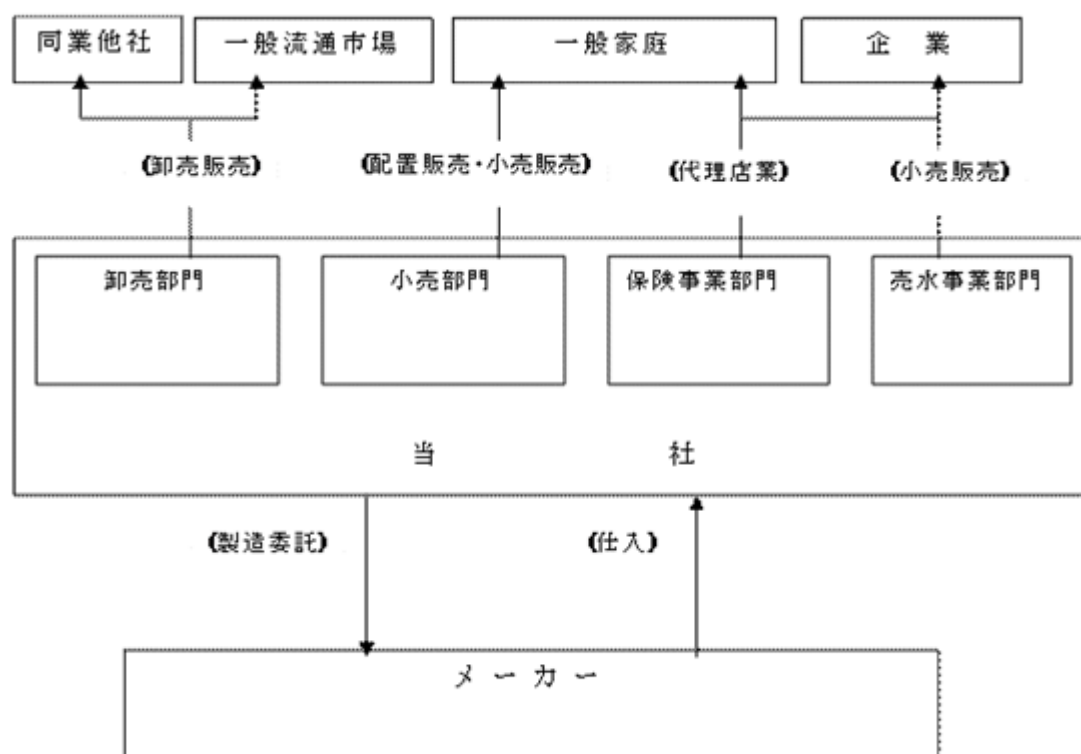 同業他社 一般流通市場 一般家庭 企 業
(卸売販売) (配置販売・小売販売) (代理店業) (小売販売)
卸売部門 小売部門 保険事業部門 売水事業部門
当 社
(製造委託) (仕入)
メーカー